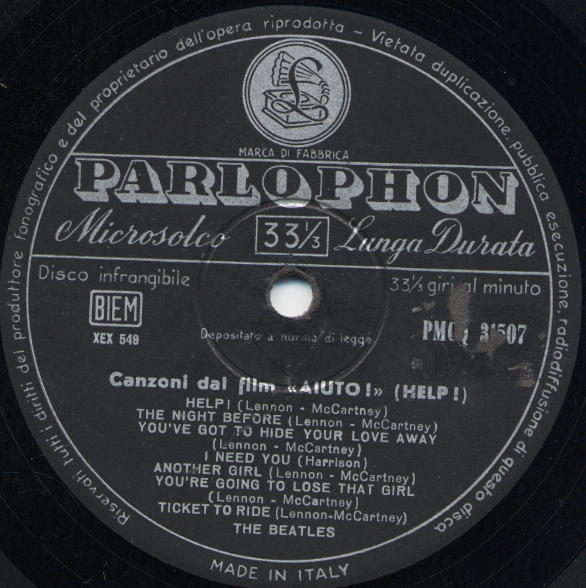 Riservati tutti i diritti del produttore fonografico e del proprietario dell'opera riprodotta - Vietata duplicazione, pubblica esecuzione, radiodiffusione di questo disco.
£
MARCA DI FABBRICA
PARLOPHON
Microsolco 33⅓ Lunga Durata
Disco infrangibile 33⅓ giri al minuto
BIEM
XEX 549 Depositato a norma di legge PMCq 31507
Canzoni dal film «AIUTO!» (HELP!)
HELP! (Lennon - McCartney)
THE NIGHT BEFORE (Lennon - McCartney)
YOU'VE GOT TO HIDE YOUR LOVE AWAY
(Lennon - McCartney)
I NEED YOU (Harrison)
ANOTHER GIRL (Lennon - McCartney)
YOU'RE GOING TO LOSE THAT GIRL
(Lennon - McCartney)
TICKET TO RIDE (Lennon-McCartney)
THE BEATLES
MADE IN ITALY